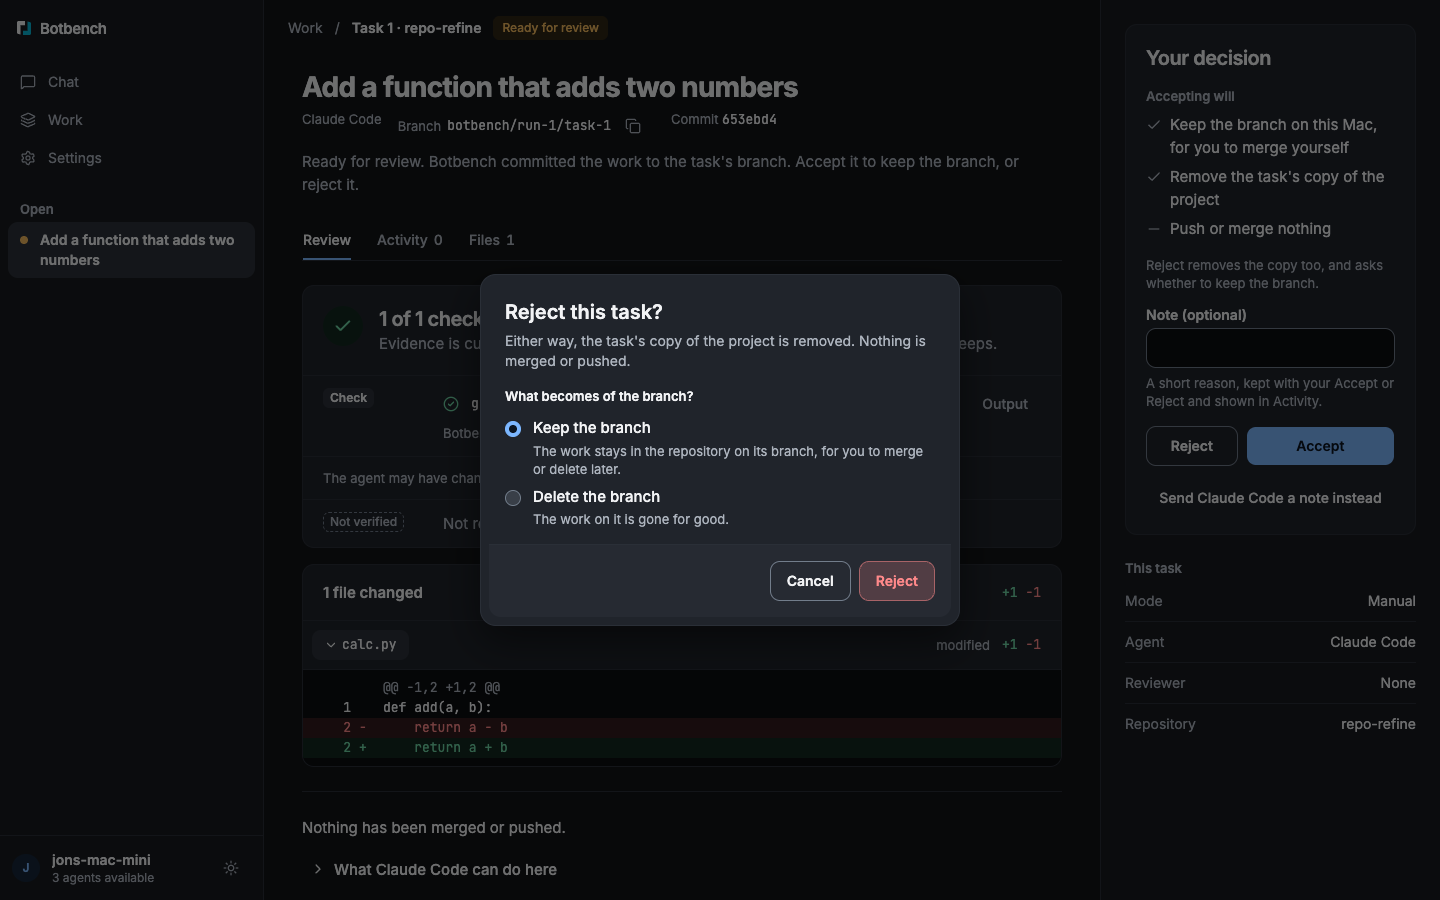 Botbench
Chat
Work
Settings
Open
Add a function that adds two
numbers
jons-mac-mini
J
3 agents available
Work / Task 1 · repo-refine Ready for review
Add a function that adds two numbers
Claude Code Branch botbench/run-1/task-1 Commit 653ebd4
Ready for review. Botbench committed the work to the task's branch. Accept it to keep the branch, or
reject it.
Review Activity 0 Files 1
1 of 1 check
Evidence is cu
eeps.
Check
g
Output
Botbe
The agent may have chan
Not verified
Not re
Reject this task?
Either way, the task's copy of the project is removed. Nothing is
merged or pushed.
What becomes of the branch?
Keep the branch
The work stays in the repository on its branch, for you to merge
or delete later.
Delete the branch
The work on it is gone for good.
Cancel Reject
1 file changed +1 -1
calc.py modified +1 -1
@@ -1,2 +1,2 @@
1 def add(a, b):
2 - return a - b
2 + return a + b
Nothing has been merged or pushed.
What Claude Code can do here
Your decision
Accepting will
Keep the branch on this Mac,
for you to merge yourself
Remove the task's copy of the
project
Push or merge nothing
Reject removes the copy too, and asks
whether to keep the branch.
Note (optional)
A short reason, kept with your Accept or
Reject and shown in Activity.
Reject Accept
Send Claude Code a note instead
This task
Mode Manual
Agent Claude Code
Reviewer None
Repository repo-refine